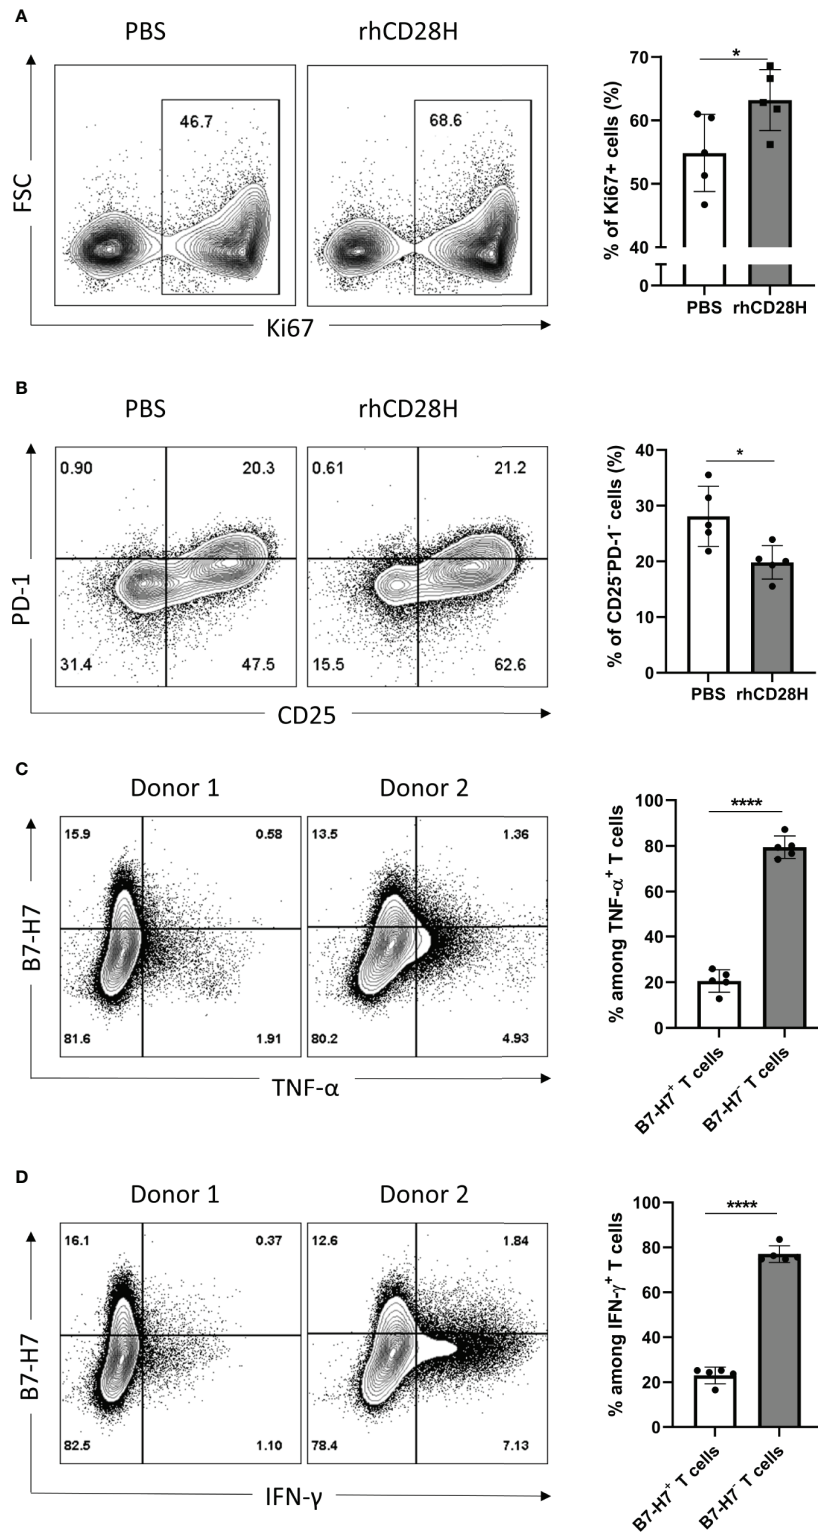 A
PBS
rhCD28H
FSC
46.7
68.6
Ki67
% of Ki67+ cells (%)
70
60
50
40
0
*
PBS
rhCD28H
B
PBS
rhCD28H
PD-1
0.90
20.3
0.61
21.2
31.4
47.5
15.5
62.6
CD25
% of CD25⁻PD-1⁻ cells (%)
40
30
20
10
0
*
PBS
rhCD28H
C
Donor 1
Donor 2
B7-H7
15.9
0.58
13.5
1.36
81.6
1.91
80.2
4.93
TNF-α
% among TNF-α⁺ T cells
100
80
60
40
20
0
****
B7-H7⁺ T cells
B7-H7⁻ T cells
D
Donor 1
Donor 2
B7-H7
16.1
0.37
12.6
1.84
82.5
1.10
78.4
7.13
IFN-γ
% among IFN-γ⁺ T cells
100
80
60
40
20
0
****
B7-H7⁺ T cells
B7-H7⁻ T cells